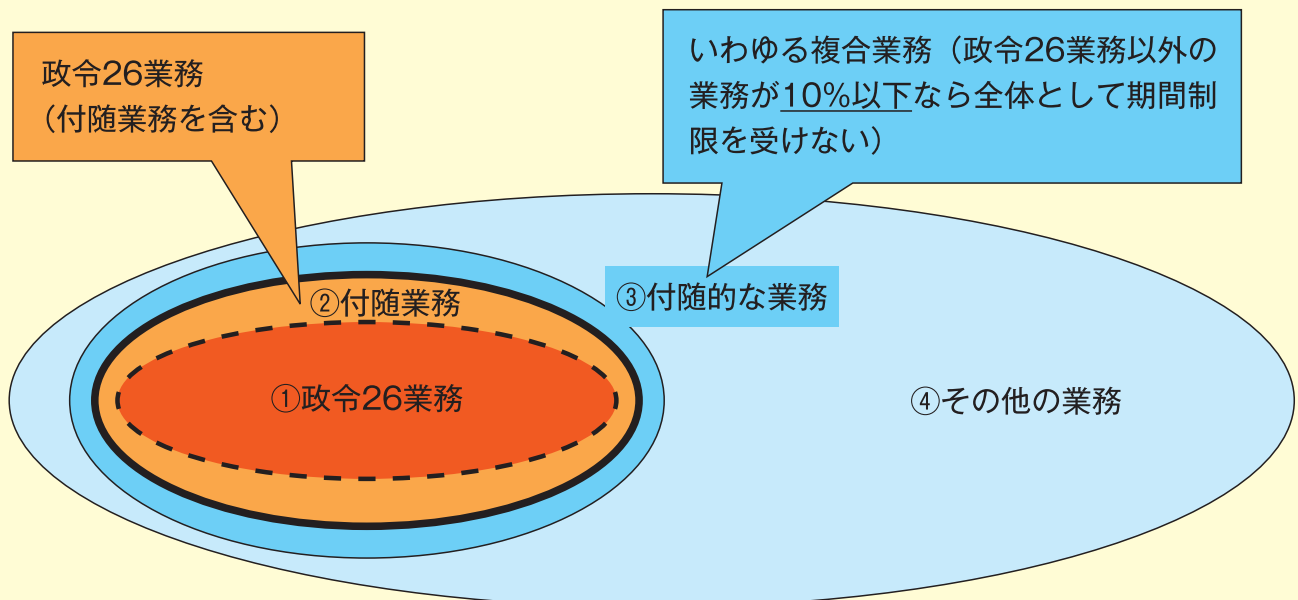 政令26業務
（付随業務を含む）
いわゆる複合業務（政令26業務以外の
業務が10%以下なら全体として期間制
限を受けない）
②付随業務
③付随的な業務
①政令26業務
④その他の業務